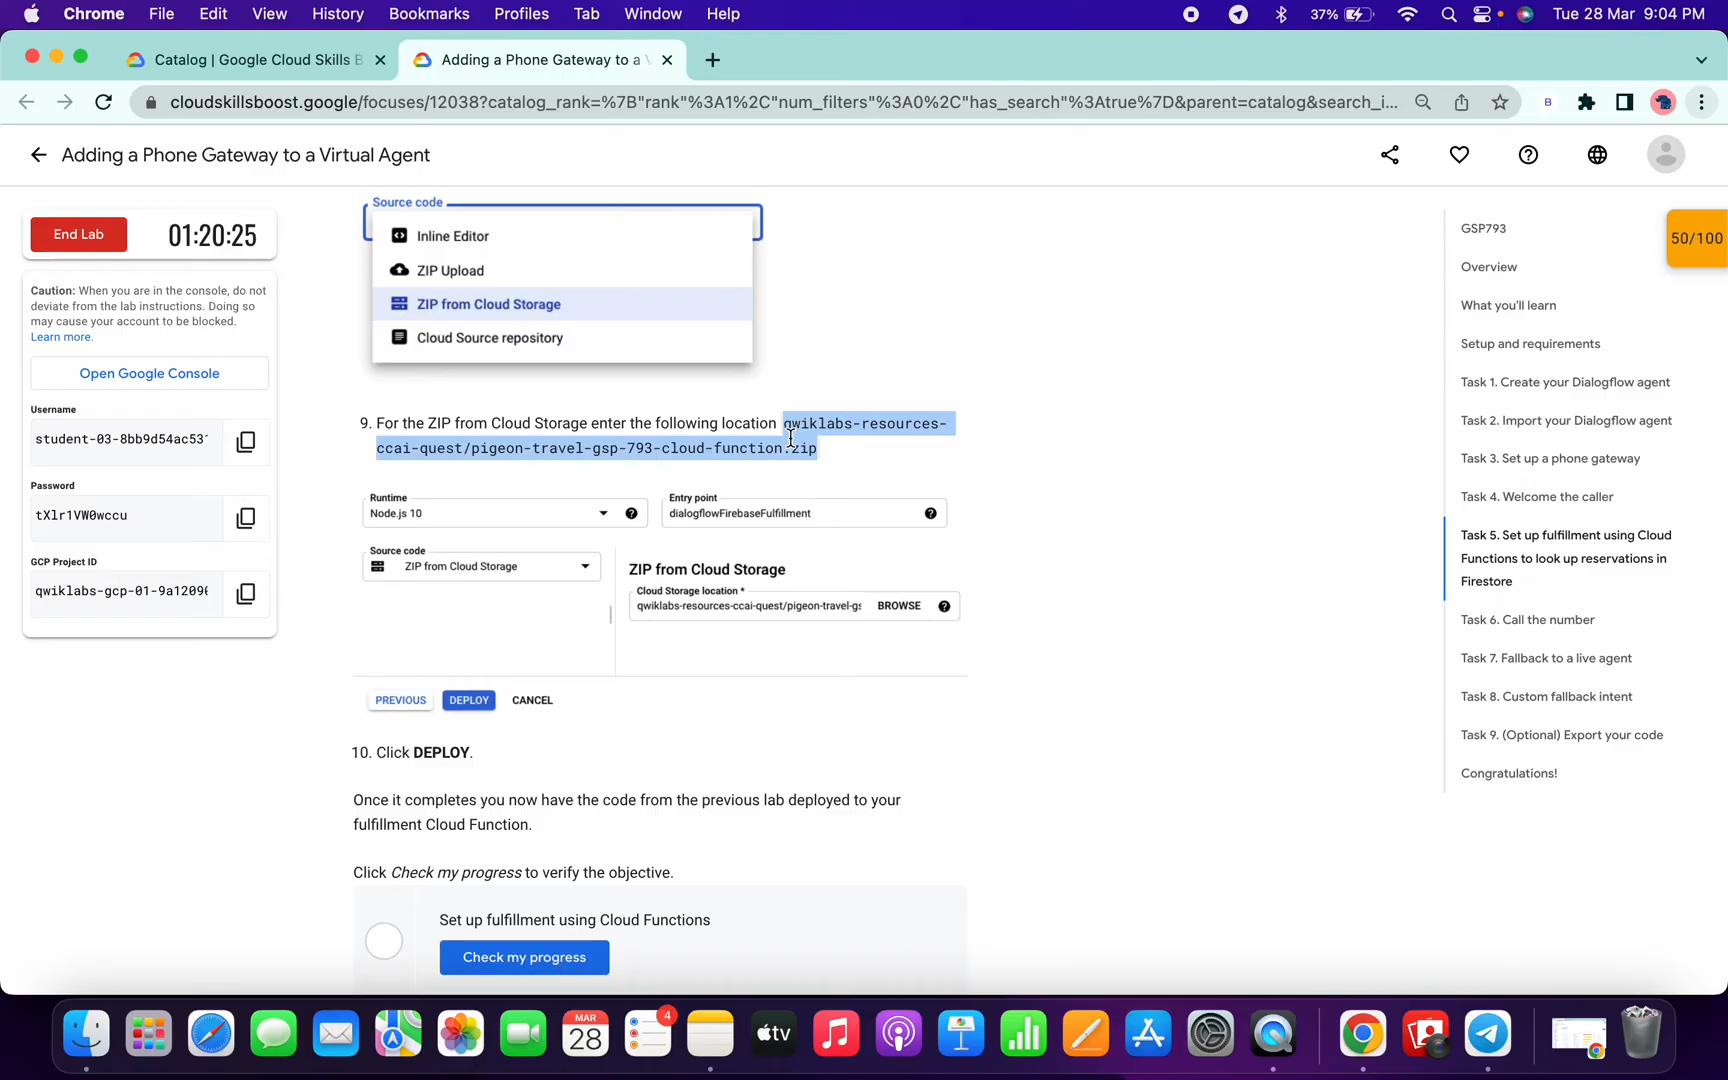 Chrome File Edit View History Bookmarks Profiles Tab Window Help 37% Tue 28 Mar 9:04 PM
Catalog | Google Cloud Skills B
Adding a Phone Gateway to a V
cloudskillsboost.google/focuses/12038?catalog_rank=%7B"rank"%3A1%2C"num_filters"%3A0%2C"has_search"%3Atrue%7D&parent=catalog&search_i...
B
Adding a Phone Gateway to a Virtual Agent
End Lab
01:20:25
Caution: When you are in the console, do not
deviate from the lab instructions. Doing so
may cause your account to be blocked.
Learn more.
Open Google Console
Username
student-03-8bb9d54ac53
Password
tXlr1VW0wccu
GCP Project ID
qwiklabs-gcp-01-9a1209
Source code
Inline Editor
ZIP Upload
ZIP from Cloud Storage
Cloud Source repository
9. For the ZIP from Cloud Storage enter the following location qwiklabs-resources-
ccai-quest/pigeon-travel-gsp-793-cloud-function.zip
Runtime
Node.js 10
Entry point
dialogflowFirebaseFulfillment
Source code
ZIP from Cloud Storage
ZIP from Cloud Storage
Cloud Storage location *
qwiklabs-resources-ccai-quest/pigeon-travel-gs
BROWSE
PREVIOUS
DEPLOY
CANCEL
10. Click DEPLOY.
Once it completes you now have the code from the previous lab deployed to your
fulfillment Cloud Function.
Click Check my progress to verify the objective.
Set up fulfillment using Cloud Functions
Check my progress
GSP793
Overview
What you'll learn
Setup and requirements
Task 1. Create your Dialogflow agent
Task 2. Import your Dialogflow agent
Task 3. Set up a phone gateway
Task 4. Welcome the caller
Task 5. Set up fulfillment using Cloud
Functions to look up reservations in
Firestore
Task 6. Call the number
Task 7. Fallback to a live agent
Task 8. Custom fallback intent
Task 9. (Optional) Export your code
Congratulations!
50/100
MAR
28
4
tv